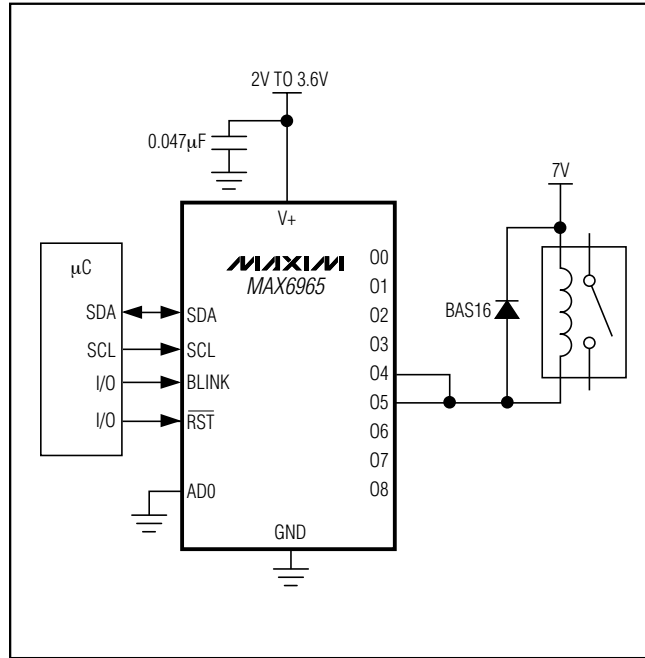 2V TO 3.6V
0.047μF
7V
V+
μC
MAXIM
MAX6965
O0
O1
O2
O3
O4
O5
O6
O7
O8
BAS16
SDA
SDA
SCL
SCL
I/O
BLINK
I/O
RST
AD0
GND